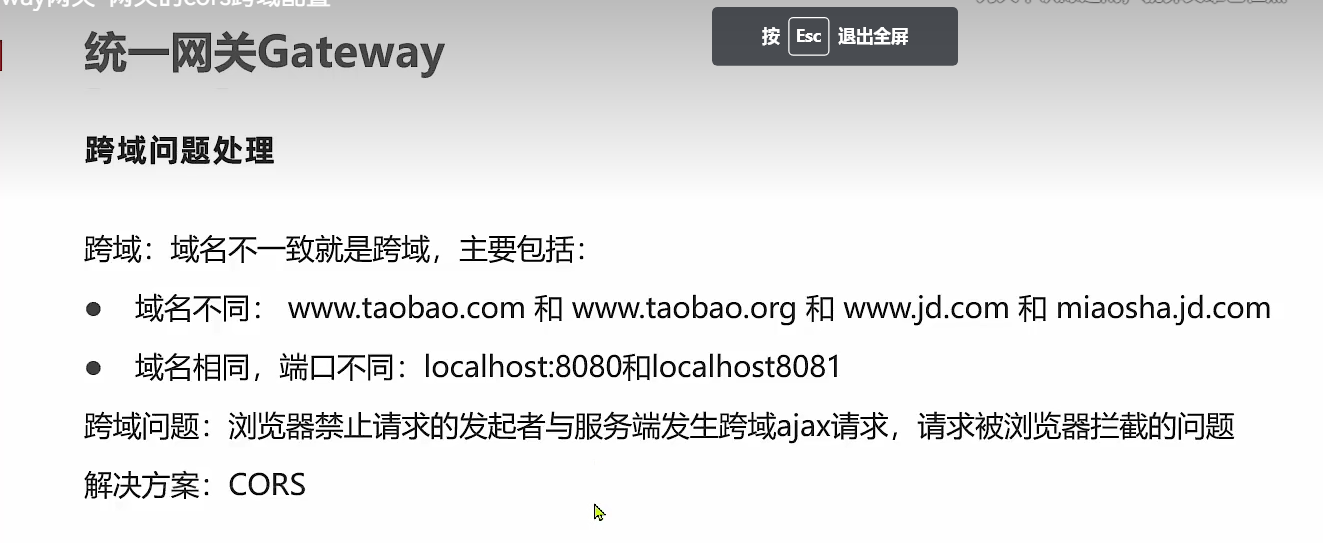 way网关-网关的cors跨域配置
按 Esc 退出全屏
统一网关Gateway
跨域问题处理
跨域：域名不一致就是跨域，主要包括：
● 域名不同： www.taobao.com 和 www.taobao.org 和 www.jd.com 和 miaosha.jd.com
● 域名相同，端口不同：localhost:8080和localhost8081
跨域问题：浏览器禁止请求的发起者与服务端发生跨域ajax请求，请求被浏览器拦截的问题
解决方案：CORS